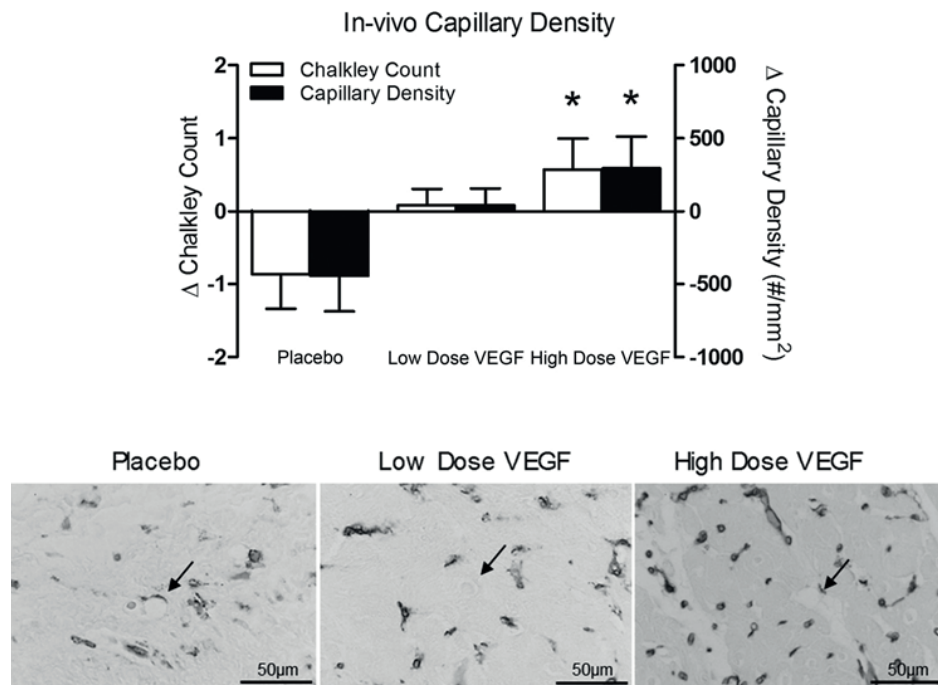 In-vivo Capillary Density
Δ Chalkley Count
2
1
0
-1
-2
Chalkley Count
Capillary Density
* *
Placebo Low Dose VEGF High Dose VEGF
1000
500
0
-500
-1000
Δ Capillary Density (#/mm²)
Placebo Low Dose VEGF High Dose VEGF
50µm 50µm 50µm